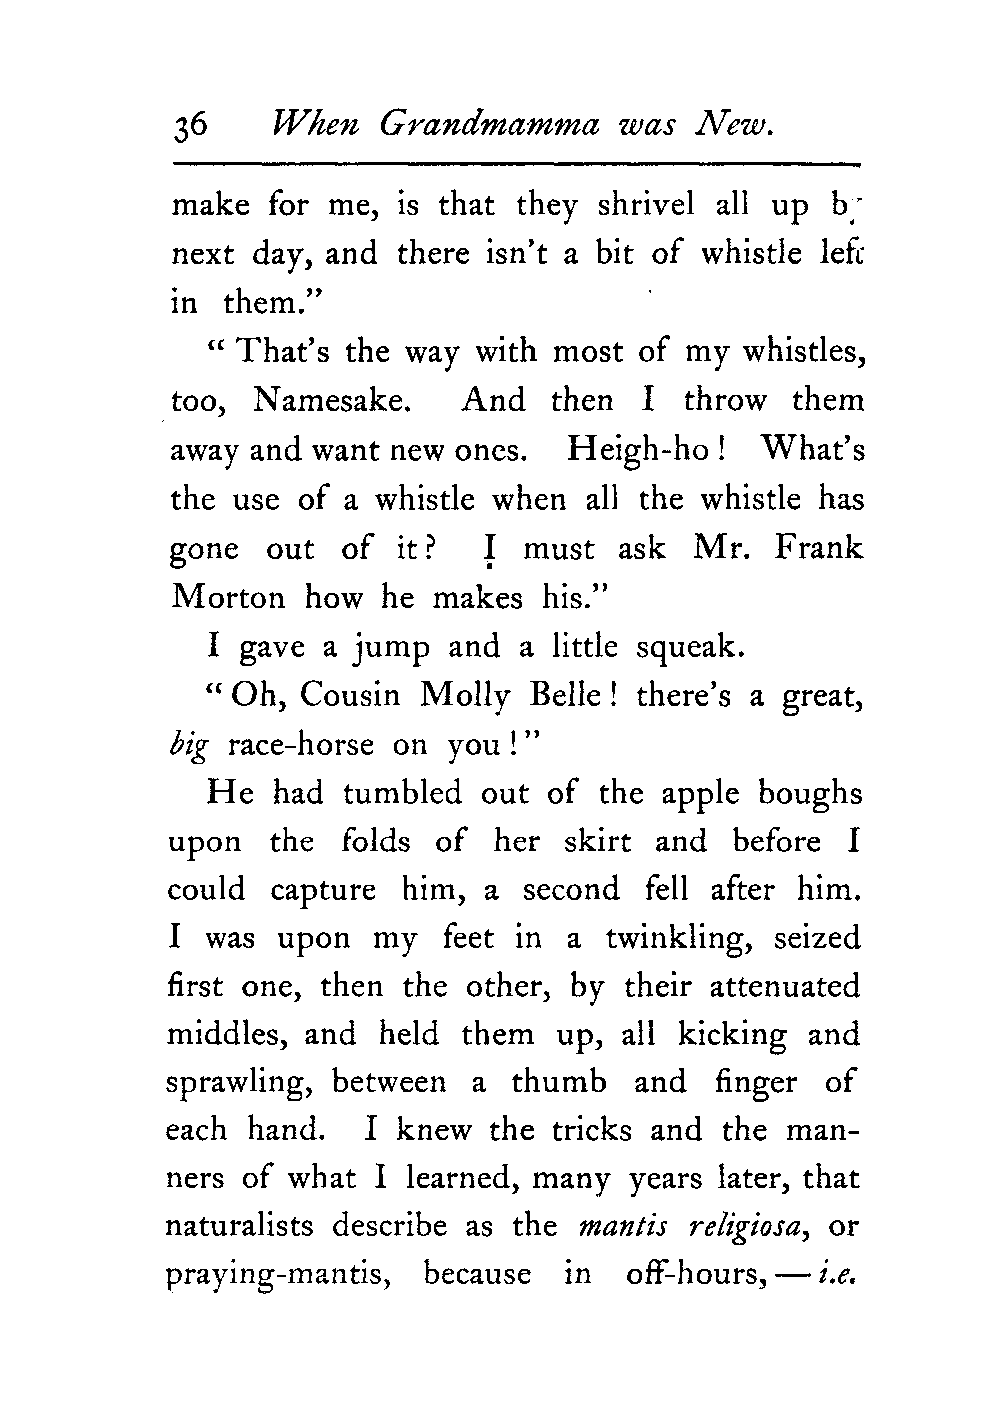 36 When Grandmamma was New.
make for me, is that they shrivel all up by
next day, and there isn't a bit of whistle left
in them."
"That's the way with most of my whistles,
too, Namesake. And then I throw them
away and want new ones. Heigh-ho! What's
the use of a whistle when all the whistle has
gone out of it? I must ask Mr. Frank
Morton how he makes his."
I gave a jump and a little squeak.
"Oh, Cousin Molly Belle! there's a great,
big race-horse on you!"
He had tumbled out of the apple boughs
upon the folds of her skirt and before I
could capture him, a second fell after him.
I was upon my feet in a twinkling, seized
first one, then the other, by their attenuated
middles, and held them up, all kicking and
sprawling, between a thumb and finger of
each hand. I knew the tricks and the man-
ners of what I learned, many years later, that
naturalists describe as the mantis religiosa, or
praying-mantis, because in off-hours, — i.e.